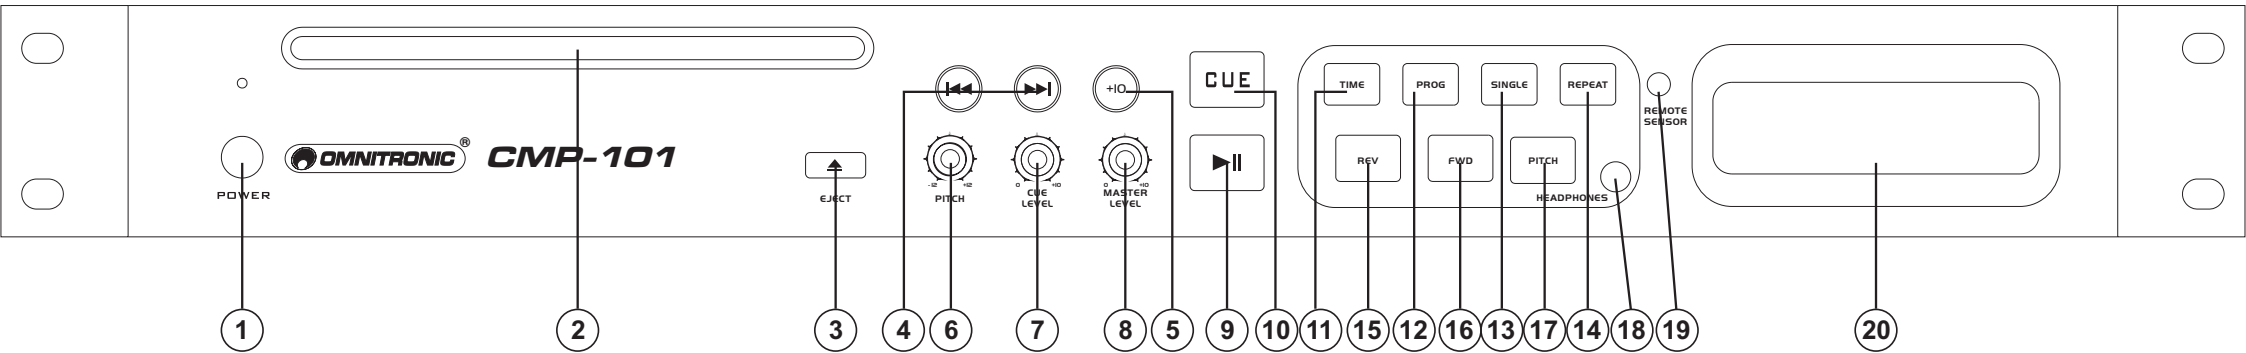 POWER
OMNITRONIC®
CMP-101
EJECT
+10
-12 +12
PITCH
0 +10
CUE
LEVEL
0 +10
MASTER
LEVEL
CUE
TIME PROG SINGLE REPEAT
REV FWD PITCH
HEADPHONES
REMOTE
SENSOR
1 2 3 4 6 7 8 5 9 10 11 15 12 16 13 17 14 18 19 20